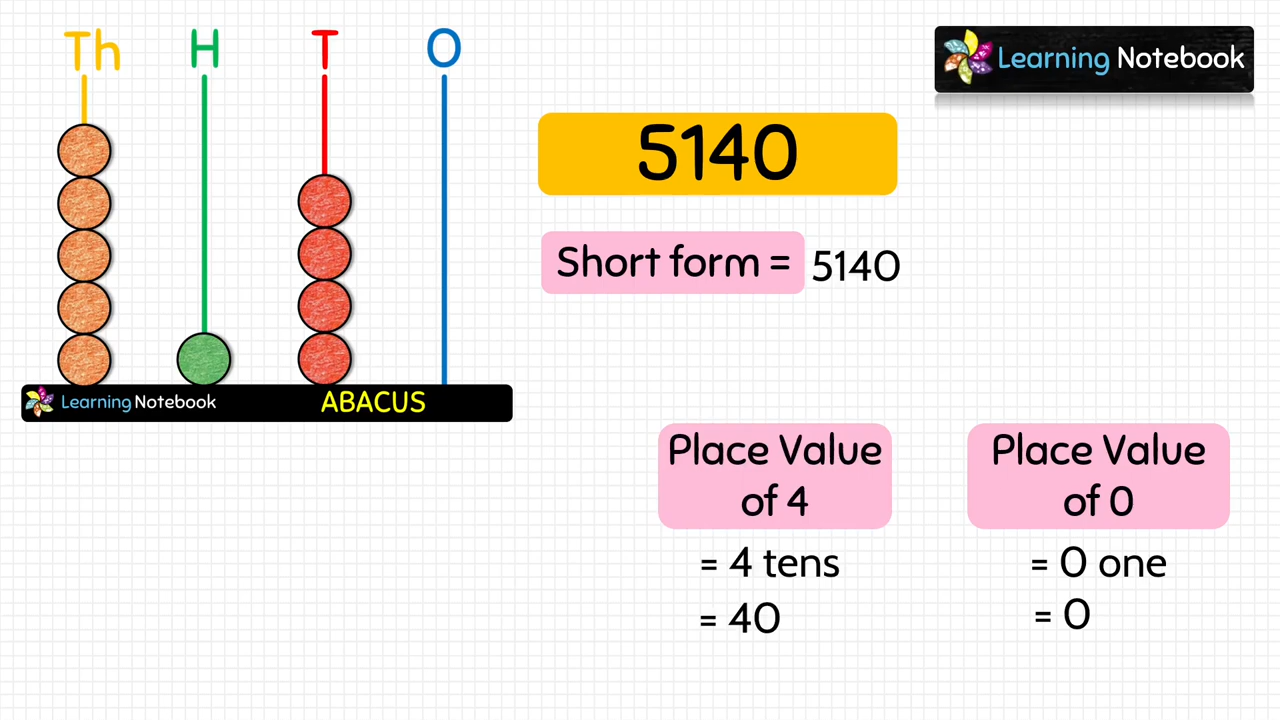 Th H T O
Learning Notebook
5140
Short form = 5140
Learning Notebook ABACUS
Place Value
of 4
= 4 tens
= 40
Place Value
of 0
= 0 one
= 0